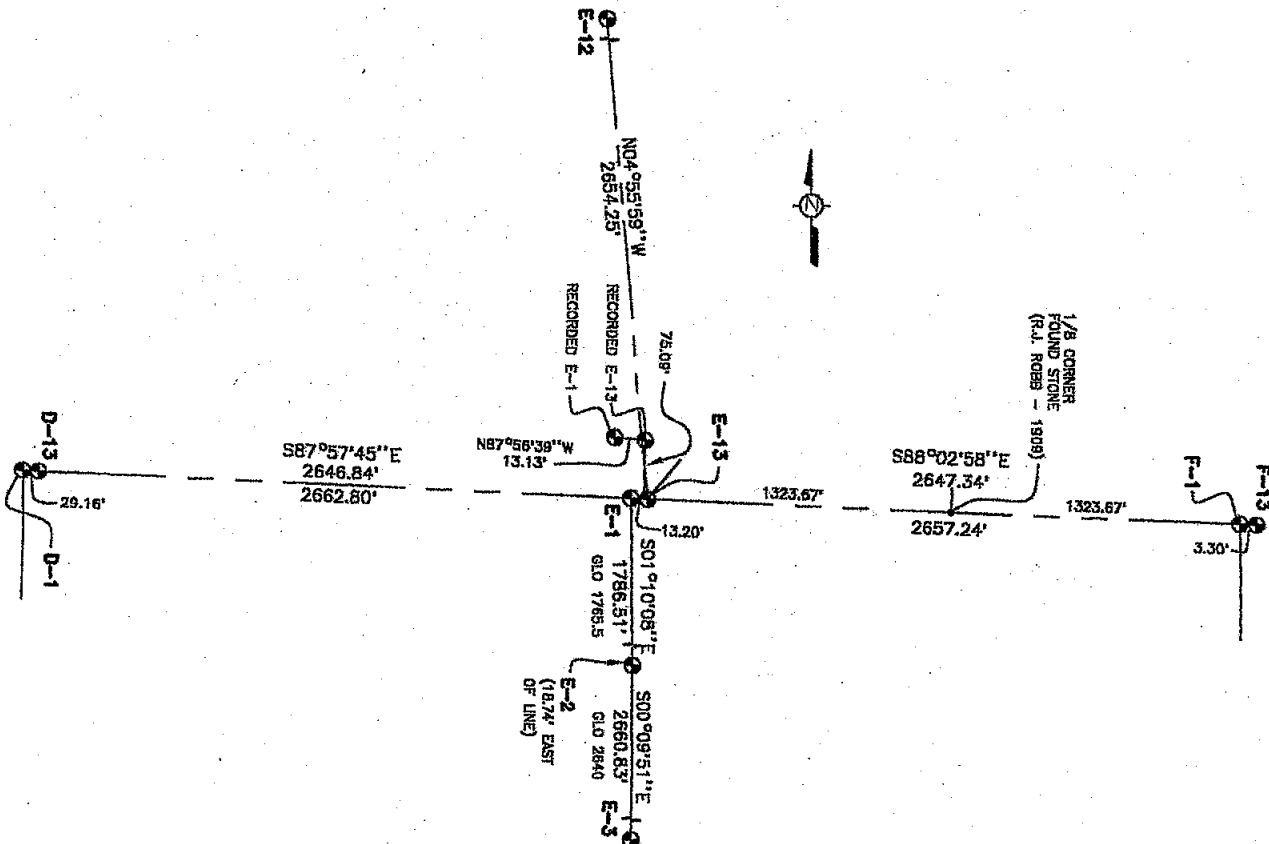 E-12
N04°55'59"W
2654.25'
RECORDED E-13
RECORDED E-1
75.09'
N87°56'39"W
13.13'
N
1/8 CORNER
FOUND STONE
(R.J. ROBB - 1909)
E-13
D-13
29.16'
D-1
S87°57'45"E
2646.84'
2662.80'
E-1
13.20'
1323.67'
S88°02'58"E
2647.34'
2657.24'
1323.67'
F-1
F-13
3.30'
S01°10'08"E
1786.51'
GLO 1765.5
E-2
(18.74' EAST
OF LINE)
S00°09'51"E
2660.83'
GLO 2640
E-3